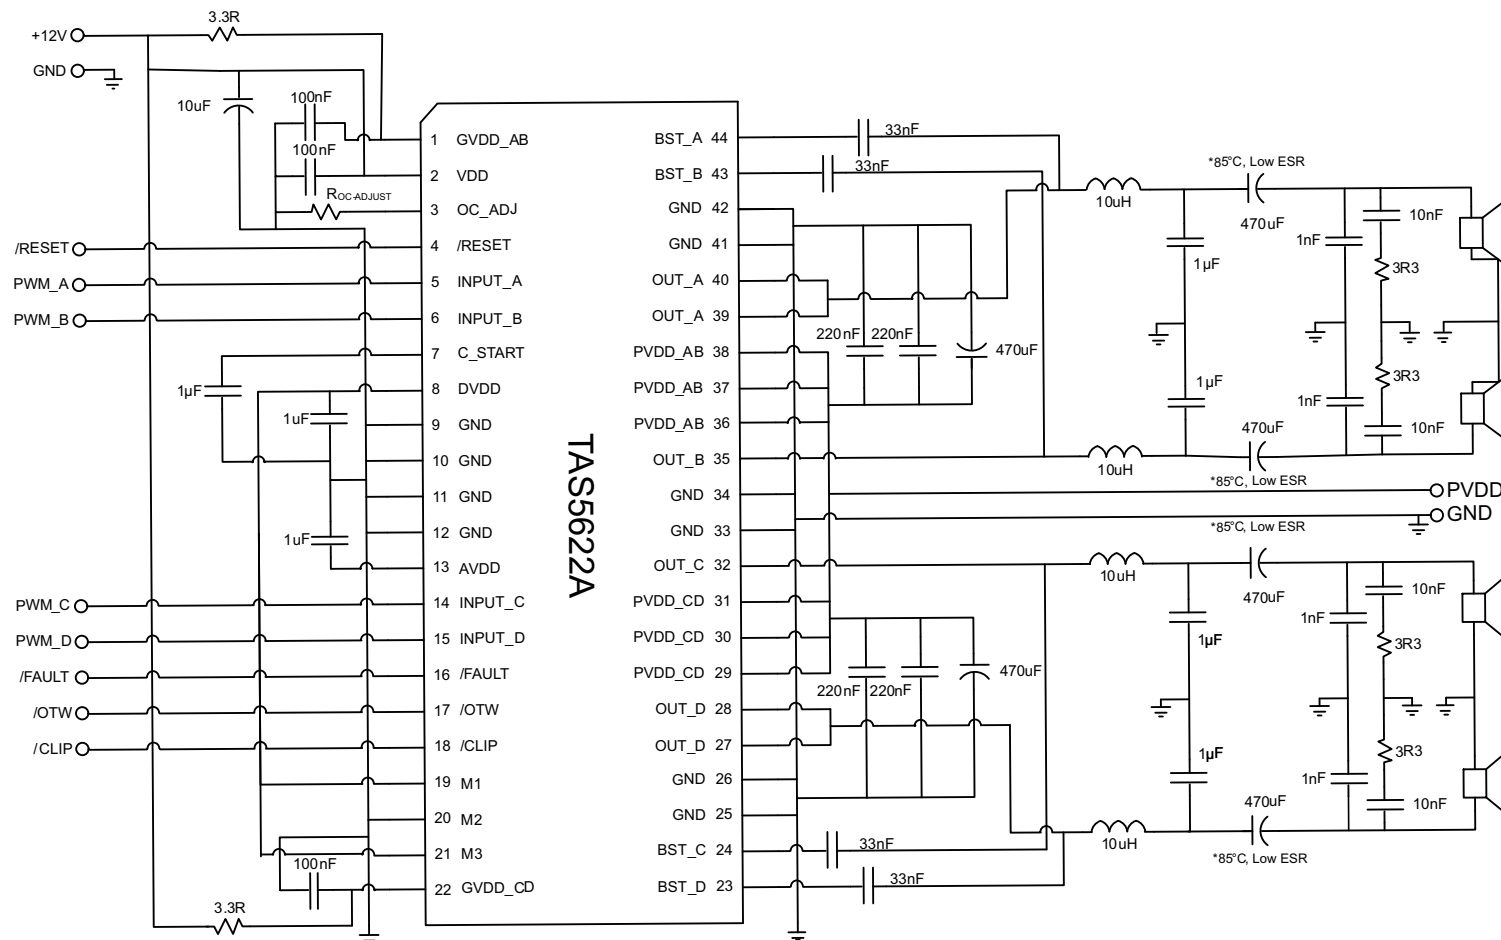 3.3R
+12V
GND
10uF
100nF
100nF
ROC-ADJUST
/RESET
PWM_A
PWM_B
1µF
1uF
1uF
PWM_C
PWM_D
/FAULT
/OTW
/CLIP
100nF
3.3R
1 GVDD_AB
2 VDD
3 OC_ADJ
4 /RESET
5 INPUT_A
6 INPUT_B
7 C_START
8 DVDD
9 GND
10 GND
11 GND
12 GND
13 AVDD
14 INPUT_C
15 INPUT_D
16 /FAULT
17 /OTW
18 /CLIP
19 M1
20 M2
21 M3
22 GVDD_CD
TAS5622A
BST_A 44
BST_B 43
GND 42
GND 41
OUT_A 40
OUT_A 39
PVDD_AB 38
PVDD_AB 37
PVDD_AB 36
OUT_B 35
GND 34
GND 33
OUT_C 32
PVDD_CD 31
PVDD_CD 30
PVDD_CD 29
OUT_D 28
OUT_D 27
GND 26
GND 25
BST_C 24
BST_D 23
33nF
33nF
220nF 220nF
470uF
220nF 220nF
470uF
33nF
33nF
*85°C, Low ESR
10uH
470uF
10nF
1nF
1µF
3R3
1µF
3R3
1nF
470uF
10nF
10uH
*85°C, Low ESR
PVDD
GND
*85°C, Low ESR
10uH
470uF
10nF
1nF
1µF
3R3
1µF
3R3
1nF
470uF
10nF
10uH
*85°C, Low ESR